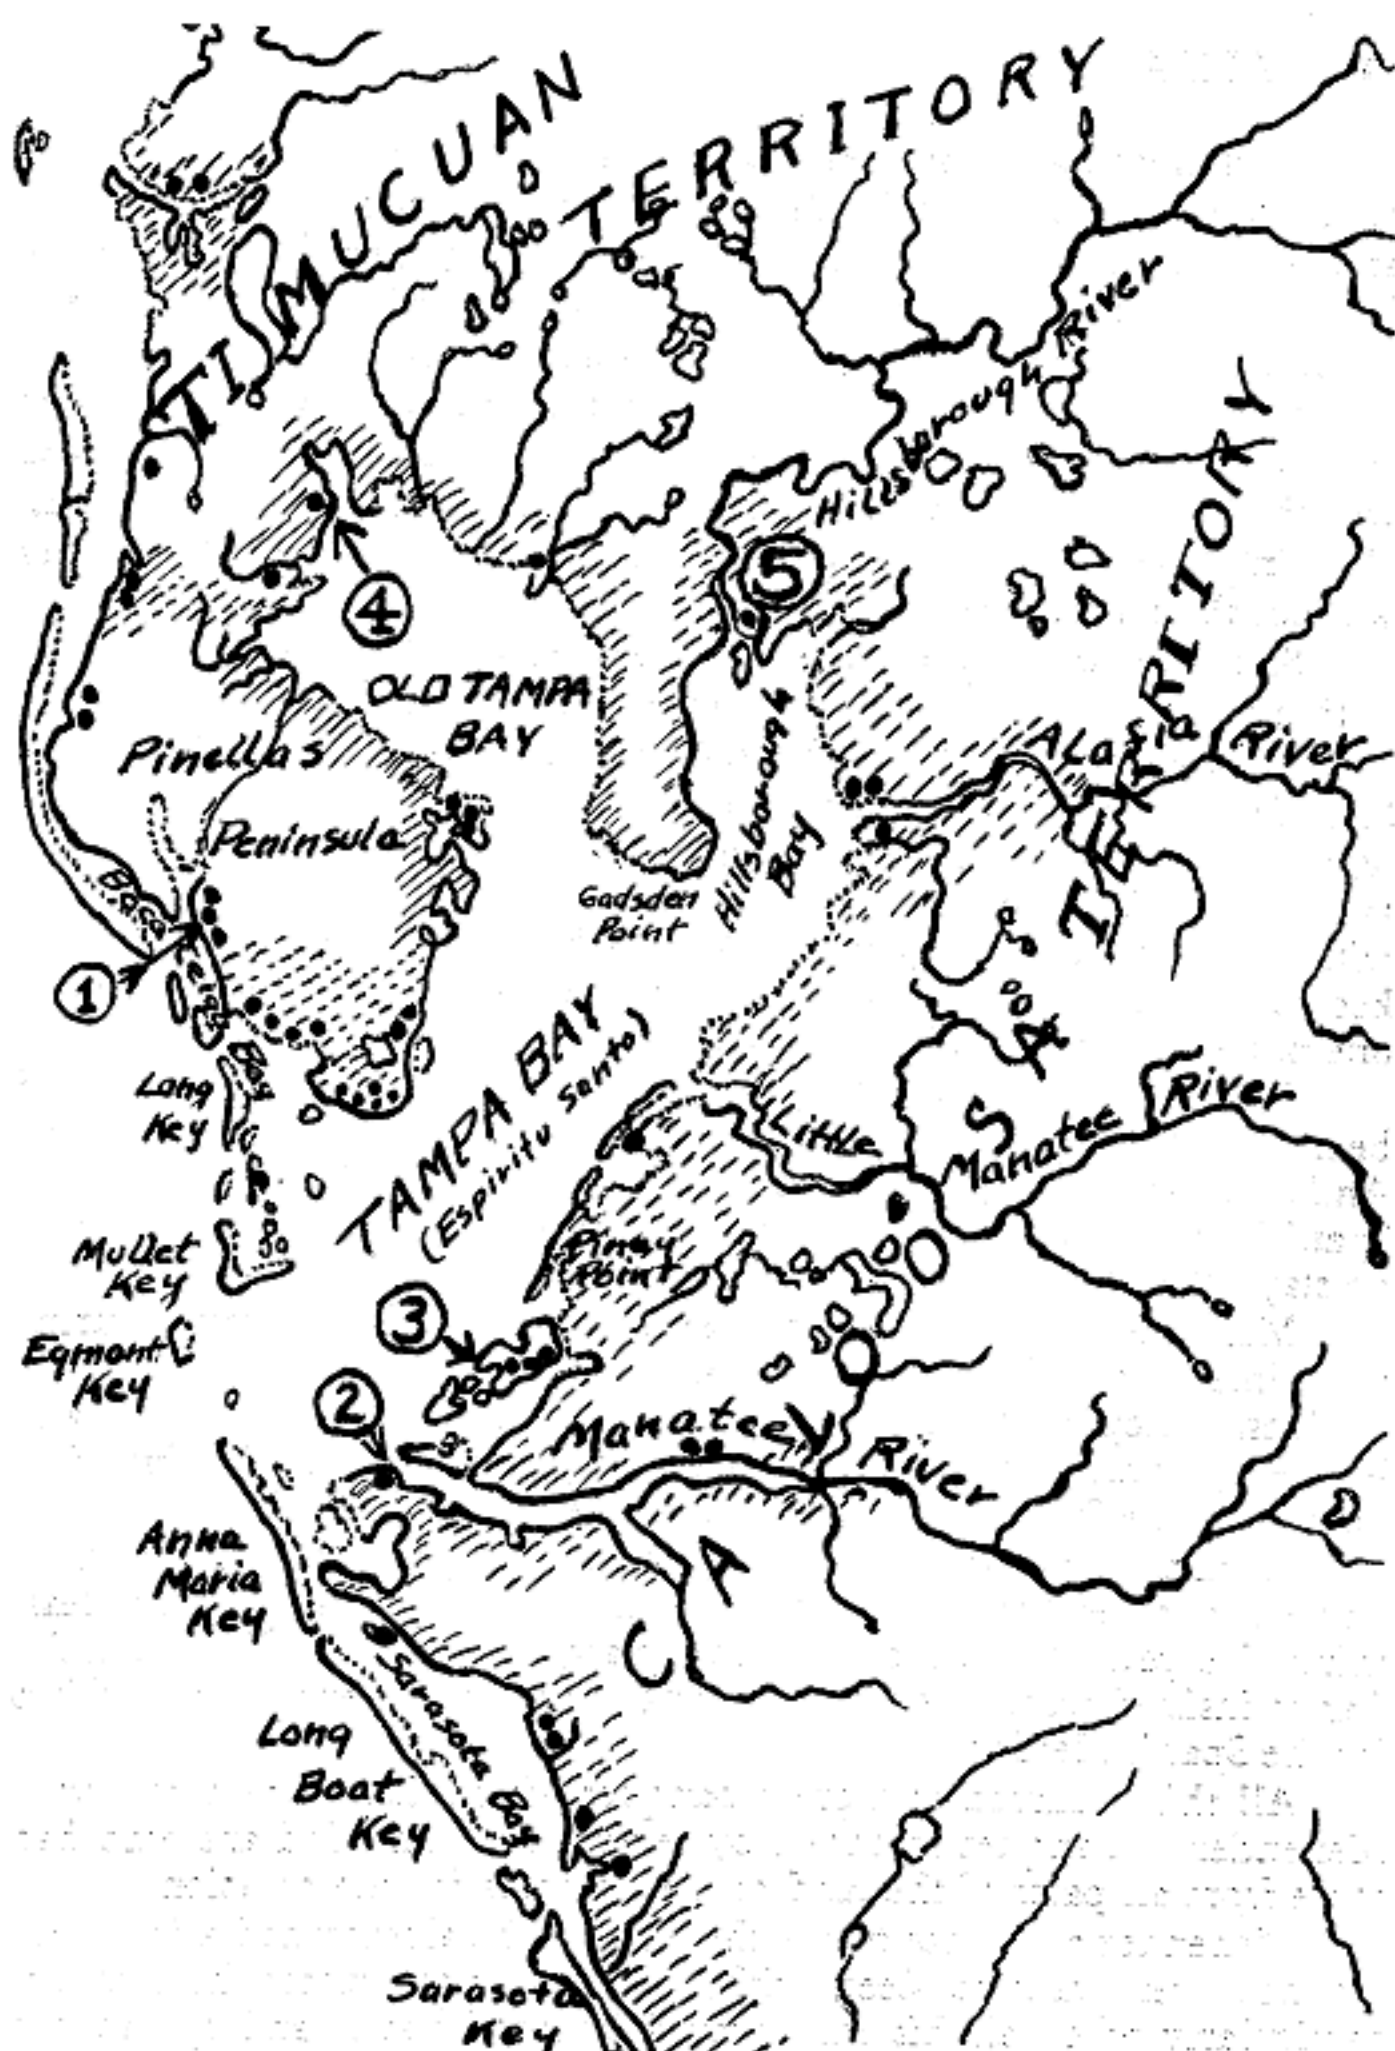 TIMUCUAN TERRITORY
Hillsborough River
5
4
OLD TAMPA
BAY
Pinellas
Peninsula
Hillsborough
Bay
Gadsden
Point
ALafia River
Boca
Ceiga
Bay
1
TAMPA BAY
(Espiritu Santo)
Long
Key
Little
Manatee River
Mullet
Key
Piney
Point
Egmont
Key
3
2
Manatee River
Anna
Maria
Key
CALUSA TERRITORY
Sarasota Bay
Long
Boat
Key
Sarasota
Key